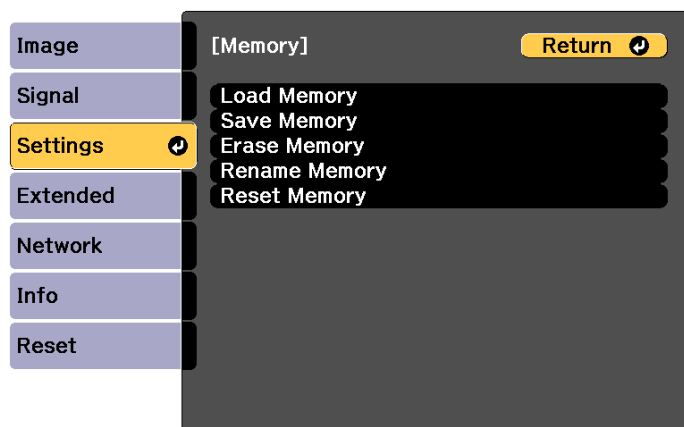 Image
Signal
Settings
Extended
Network
Info
Reset
[Memory]
Return
Load Memory
Save Memory
Erase Memory
Rename Memory
Reset Memory